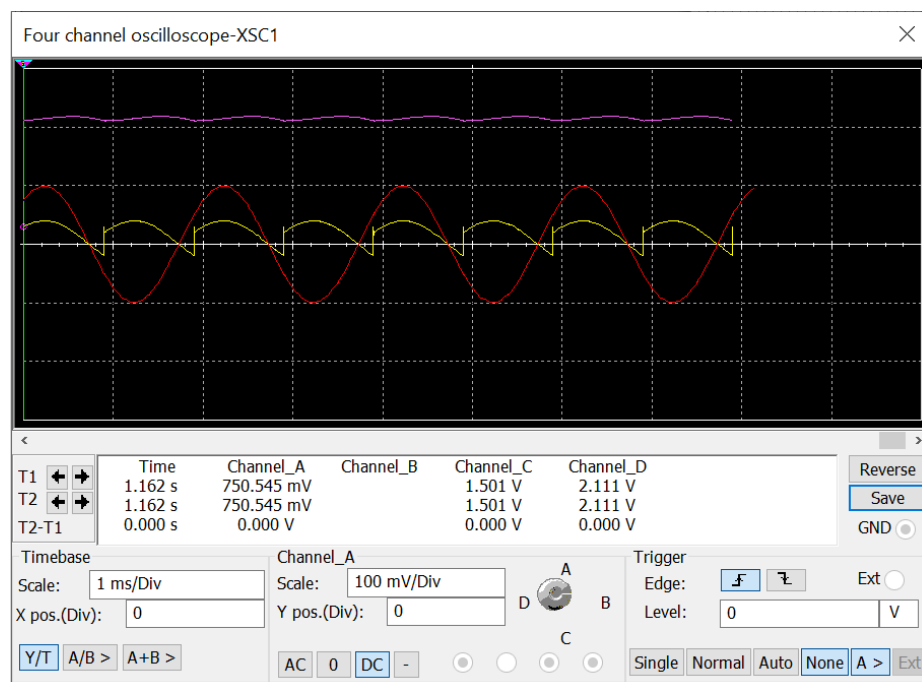 Four channel oscilloscope-XSC1
Time Channel_A Channel_B Channel_C Channel_D
T1 1.162 s 750.545 mV 1.501 V 2.111 V
T2 1.162 s 750.545 mV 1.501 V 2.111 V
T2-T1 0.000 s 0.000 V 0.000 V 0.000 V
Reverse
Save
GND
Timebase
Scale: 1 ms/Div
X pos.(Div): 0
Y/T A/B > A+B >
Channel_A
Scale: 100 mV/Div
Y pos.(Div): 0
AC 0 DC -
A
D B
C
Trigger
Edge: Ext
Level: 0 V
Single Normal Auto None A > Ext